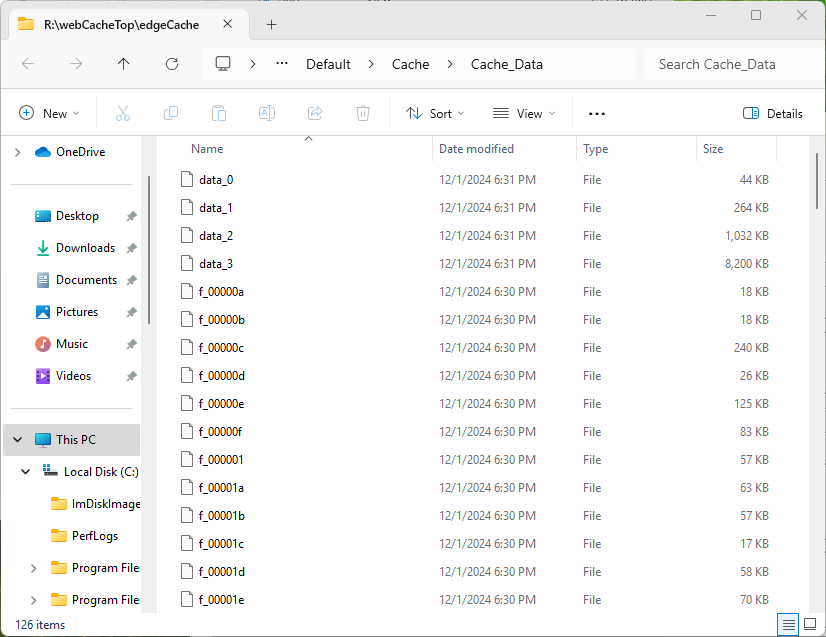 R:\webCacheTop\edgeCache
Default Cache Cache_Data Search Cache_Data
New Sort View Details
OneDrive
Desktop
Downloads
Documents
Pictures
Music
Videos
This PC
Local Disk (C:)
ImDiskImage
PerfLogs
Program File
Program File
Name Date modified Type Size
data_0 12/1/2024 6:31 PM File 44 KB
data_1 12/1/2024 6:31 PM File 264 KB
data_2 12/1/2024 6:31 PM File 1,032 KB
data_3 12/1/2024 6:31 PM File 8,200 KB
f_00000a 12/1/2024 6:30 PM File 18 KB
f_00000b 12/1/2024 6:30 PM File 18 KB
f_00000c 12/1/2024 6:30 PM File 240 KB
f_00000d 12/1/2024 6:30 PM File 26 KB
f_00000e 12/1/2024 6:30 PM File 125 KB
f_00000f 12/1/2024 6:30 PM File 83 KB
f_000001 12/1/2024 6:30 PM File 57 KB
f_00001a 12/1/2024 6:30 PM File 63 KB
f_00001b 12/1/2024 6:30 PM File 57 KB
f_00001c 12/1/2024 6:30 PM File 17 KB
f_00001d 12/1/2024 6:30 PM File 58 KB
f_00001e 12/1/2024 6:30 PM File 70 KB
126 items